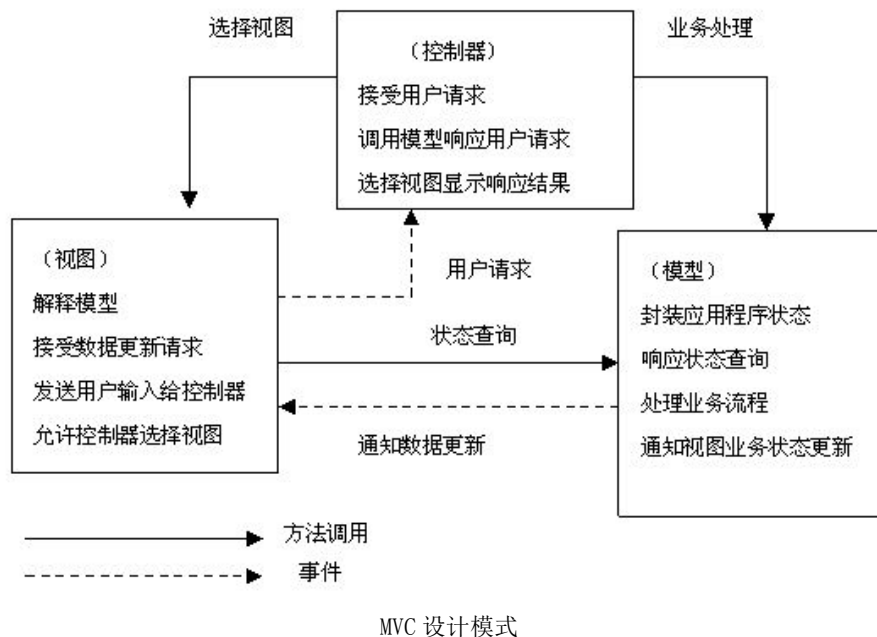 选择视图
业务处理
（控制器）
接受用户请求
调用模型响应用户请求
选择视图显示响应结果
（视图）
解释模型
接受数据更新请求
发送用户输入给控制器
允许控制器选择视图
用户请求
状态查询
通知数据更新
（模型）
封装应用程序状态
响应状态查询
处理业务流程
通知视图业务状态更新
方法调用
事件
MVC 设计模式